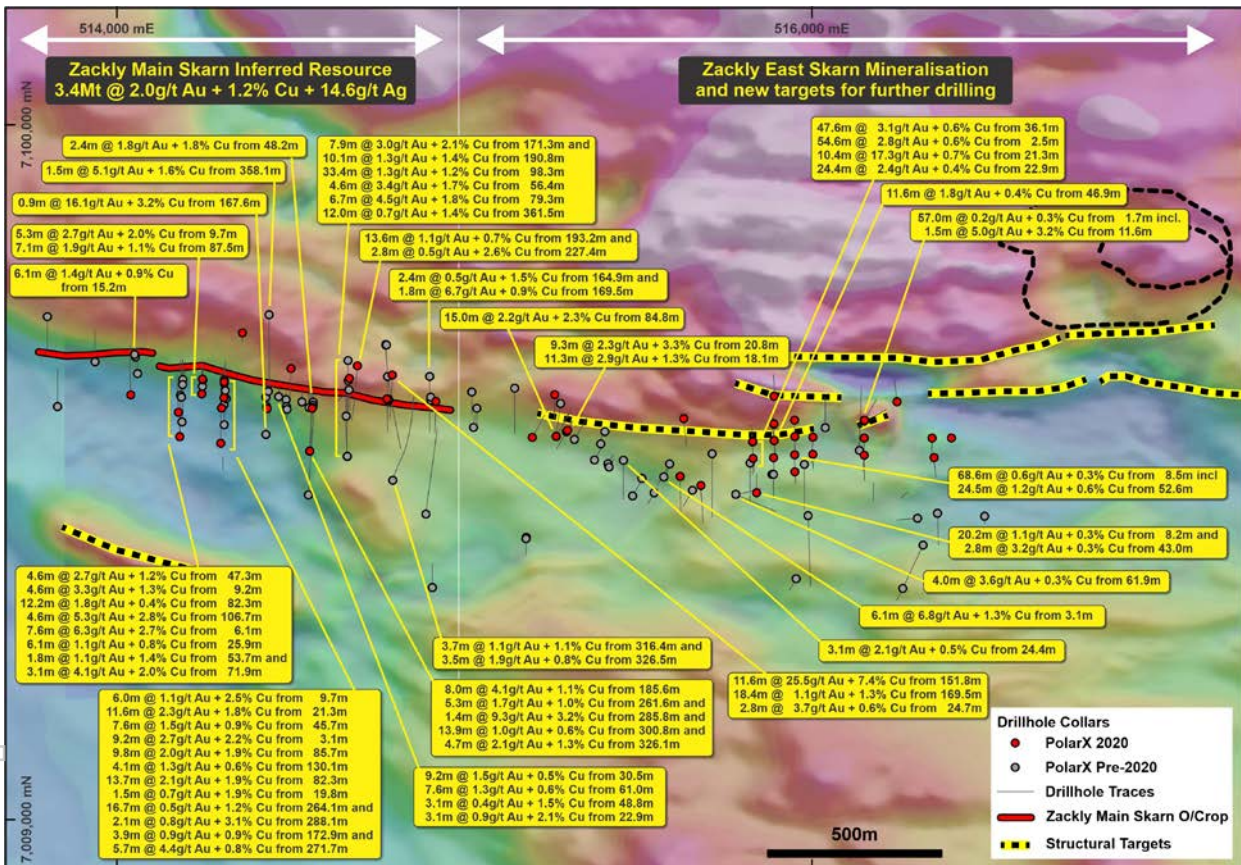 514,000 mE
516,000 mE
7,100,000 mN
7,009,000 mN
Zackly Main Skarn Inferred Resource
3.4Mt @ 2.0g/t Au + 1.2% Cu + 14.6g/t Ag
Zackly East Skarn Mineralisation
and new targets for further drilling
2.4m @ 1.8g/t Au + 1.8% Cu from 48.2m
1.5m @ 5.1g/t Au + 1.6% Cu from 358.1m
0.9m @ 16.1g/t Au + 3.2% Cu from 167.6m
5.3m @ 2.7g/t Au + 2.0% Cu from 9.7m
7.1m @ 1.9g/t Au + 1.1% Cu from 87.5m
6.1m @ 1.4g/t Au + 0.9% Cu
from 15.2m
7.9m @ 3.0g/t Au + 2.1% Cu from 171.3m and
10.1m @ 1.3g/t Au + 1.4% Cu from 190.8m
33.4m @ 1.3g/t Au + 1.2% Cu from 98.3m
4.6m @ 3.4g/t Au + 1.7% Cu from 56.4m
6.7m @ 4.5g/t Au + 1.8% Cu from 79.3m
12.0m @ 0.7g/t Au + 1.4% Cu from 361.5m
13.6m @ 1.1g/t Au + 0.7% Cu from 193.2m and
2.8m @ 0.5g/t Au + 2.6% Cu from 227.4m
2.4m @ 0.5g/t Au + 1.5% Cu from 164.9m and
1.8m @ 6.7g/t Au + 0.9% Cu from 169.5m
15.0m @ 2.2g/t Au + 2.3% Cu from 84.8m
9.3m @ 2.3g/t Au + 3.3% Cu from 20.8m
11.3m @ 2.9g/t Au + 1.3% Cu from 18.1m
47.6m @ 3.1g/t Au + 0.6% Cu from 36.1m
54.6m @ 2.8g/t Au + 0.6% Cu from 2.5m
10.4m @ 17.3g/t Au + 0.7% Cu from 21.3m
24.4m @ 2.4g/t Au + 0.4% Cu from 22.9m
11.6m @ 1.8g/t Au + 0.4% Cu from 46.9m
57.0m @ 0.2g/t Au + 0.3% Cu from 1.7m incl.
1.5m @ 5.0g/t Au + 3.2% Cu from 11.6m
68.6m @ 0.6g/t Au + 0.3% Cu from 8.5m incl
24.5m @ 1.2g/t Au + 0.6% Cu from 52.6m
20.2m @ 1.1g/t Au + 0.3% Cu from 8.2m and
2.8m @ 3.2g/t Au + 0.3% Cu from 43.0m
4.0m @ 3.6g/t Au + 0.3% Cu from 61.9m
6.1m @ 6.8g/t Au + 1.3% Cu from 3.1m
3.1m @ 2.1g/t Au + 0.5% Cu from 24.4m
4.6m @ 2.7g/t Au + 1.2% Cu from 47.3m
4.6m @ 3.3g/t Au + 1.3% Cu from 9.2m
12.2m @ 1.8g/t Au + 0.4% Cu from 82.3m
4.6m @ 5.3g/t Au + 2.8% Cu from 106.7m
7.6m @ 6.3g/t Au + 2.7% Cu from 6.1m
6.1m @ 1.1g/t Au + 0.8% Cu from 25.9m
1.8m @ 1.1g/t Au + 1.4% Cu from 53.7m and
3.1m @ 4.1g/t Au + 2.0% Cu from 71.9m
3.7m @ 1.1g/t Au + 1.1% Cu from 316.4m and
3.5m @ 1.9g/t Au + 0.8% Cu from 326.5m
11.6m @ 25.5g/t Au + 7.4% Cu from 151.8m
18.4m @ 1.1g/t Au + 1.3% Cu from 169.5m
2.8m @ 3.7g/t Au + 0.6% Cu from 24.7m
8.0m @ 4.1g/t Au + 1.1% Cu from 185.6m
5.3m @ 1.7g/t Au + 1.0% Cu from 261.6m and
1.4m @ 9.3g/t Au + 3.2% Cu from 285.8m and
13.9m @ 1.0g/t Au + 0.6% Cu from 300.8m and
4.7m @ 2.1g/t Au + 1.3% Cu from 326.1m
6.0m @ 1.1g/t Au + 2.5% Cu from 9.7m
11.6m @ 2.3g/t Au + 1.8% Cu from 21.3m
7.6m @ 1.5g/t Au + 0.9% Cu from 45.7m
9.2m @ 2.7g/t Au + 2.2% Cu from 3.1m
9.8m @ 2.0g/t Au + 1.9% Cu from 85.7m
4.1m @ 1.3g/t Au + 0.6% Cu from 130.1m
13.7m @ 2.1g/t Au + 1.9% Cu from 82.3m
1.5m @ 0.7g/t Au + 1.9% Cu from 19.8m
16.7m @ 0.5g/t Au + 1.2% Cu from 264.1m and
2.1m @ 0.8g/t Au + 3.1% Cu from 288.1m
3.9m @ 0.9g/t Au + 0.9% Cu from 172.9m and
5.7m @ 4.4g/t Au + 0.8% Cu from 271.7m
9.2m @ 1.5g/t Au + 0.5% Cu from 30.5m
7.6m @ 1.3g/t Au + 0.6% Cu from 61.0m
3.1m @ 0.4g/t Au + 1.5% Cu from 48.8m
3.1m @ 0.9g/t Au + 2.1% Cu from 22.9m
Drillhole Collars
PolarX 2020
PolarX Pre-2020
Drillhole Traces
Zackly Main Skarn O/Crop
Structural Targets
500m